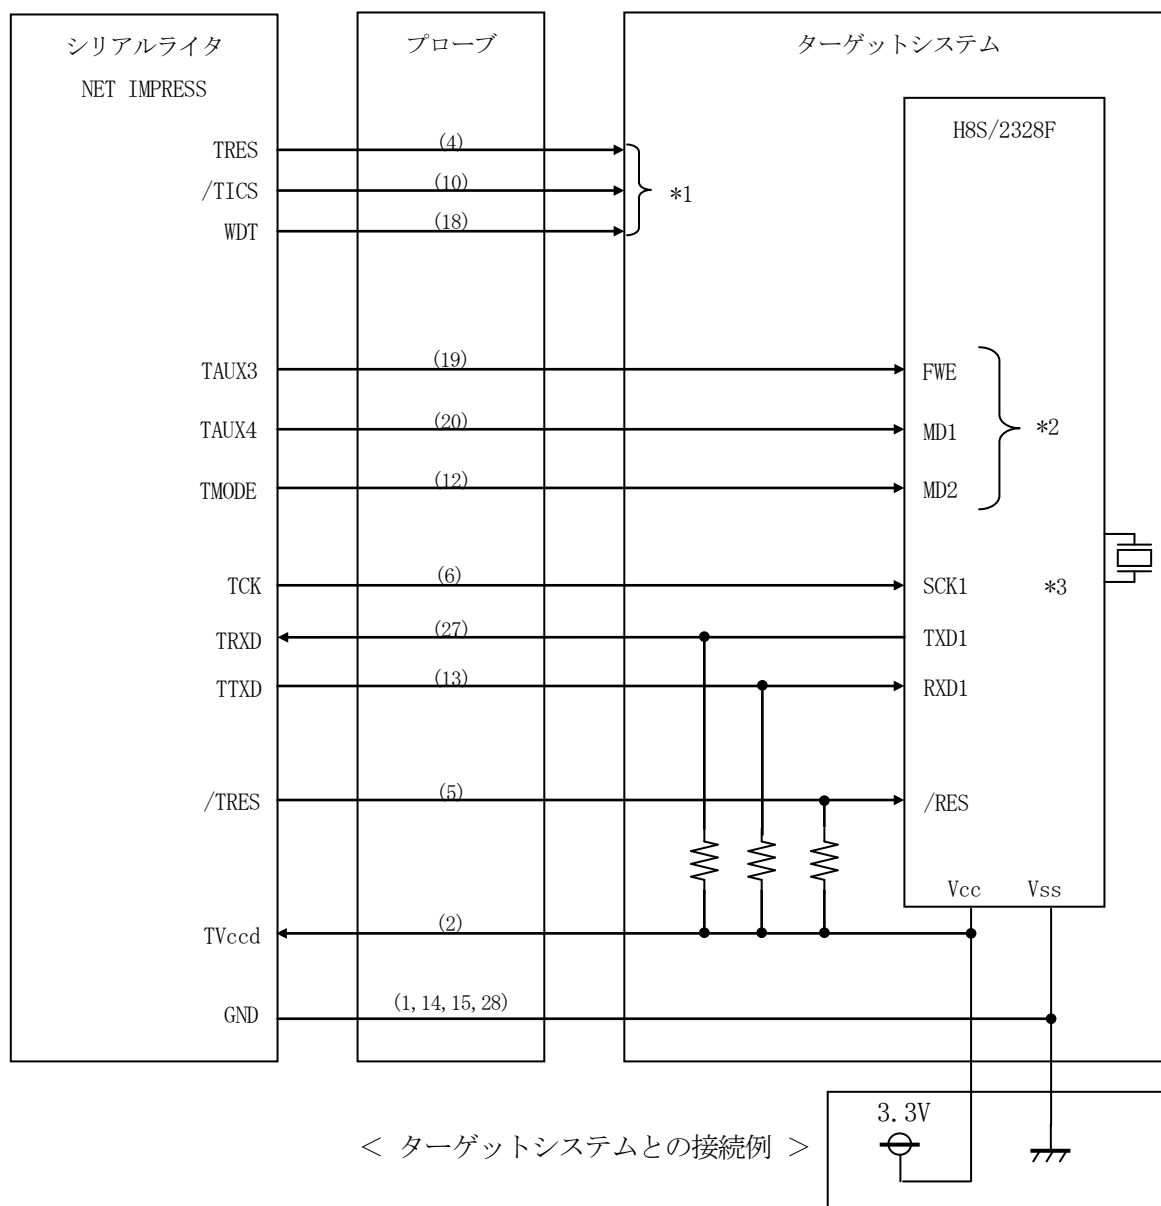 シリアルライタ
NET IMPRESS
プローブ
ターゲットシステム
H8S/2328F
TRES
(4)
/TICS
(10)
*1
WDT
(18)
TAUX3
(19)
FWE
TAUX4
(20)
MD1
*2
TMODE
(12)
MD2
TCK
(6)
SCK1
*3
TRXD
(27)
TXD1
TTXD
(13)
RXD1
/TRES
(5)
/RES
Vcc
Vss
TVccd
(2)
GND
(1,14,15,28)
3.3V
< ターゲットシステムとの接続例 >